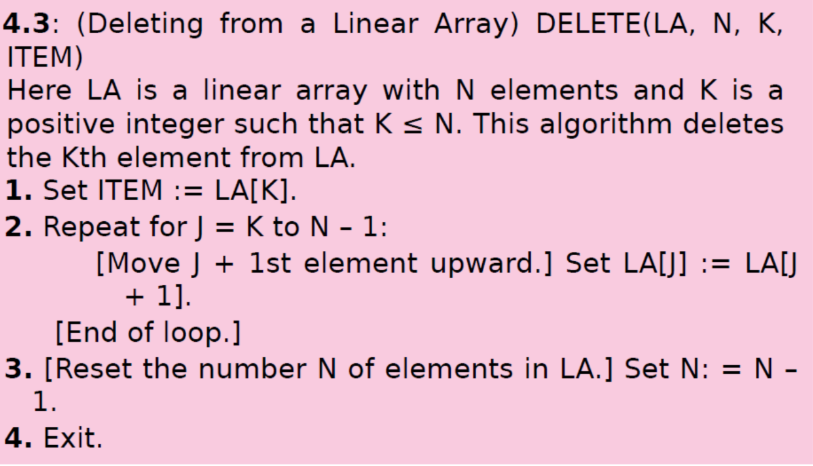 4.3: (Deleting from a Linear Array) DELETE(LA, N, K,
ITEM)
Here LA is a linear array with N elements and K is a
positive integer such that K ≤ N. This algorithm deletes
the Kth element from LA.
1. Set ITEM := LA[K].
2. Repeat for J = K to N – 1:
[Move J + 1st element upward.] Set LA[J] := LA[J
+ 1].
[End of loop.]
3. [Reset the number N of elements in LA.] Set N: = N –
1.
4. Exit.